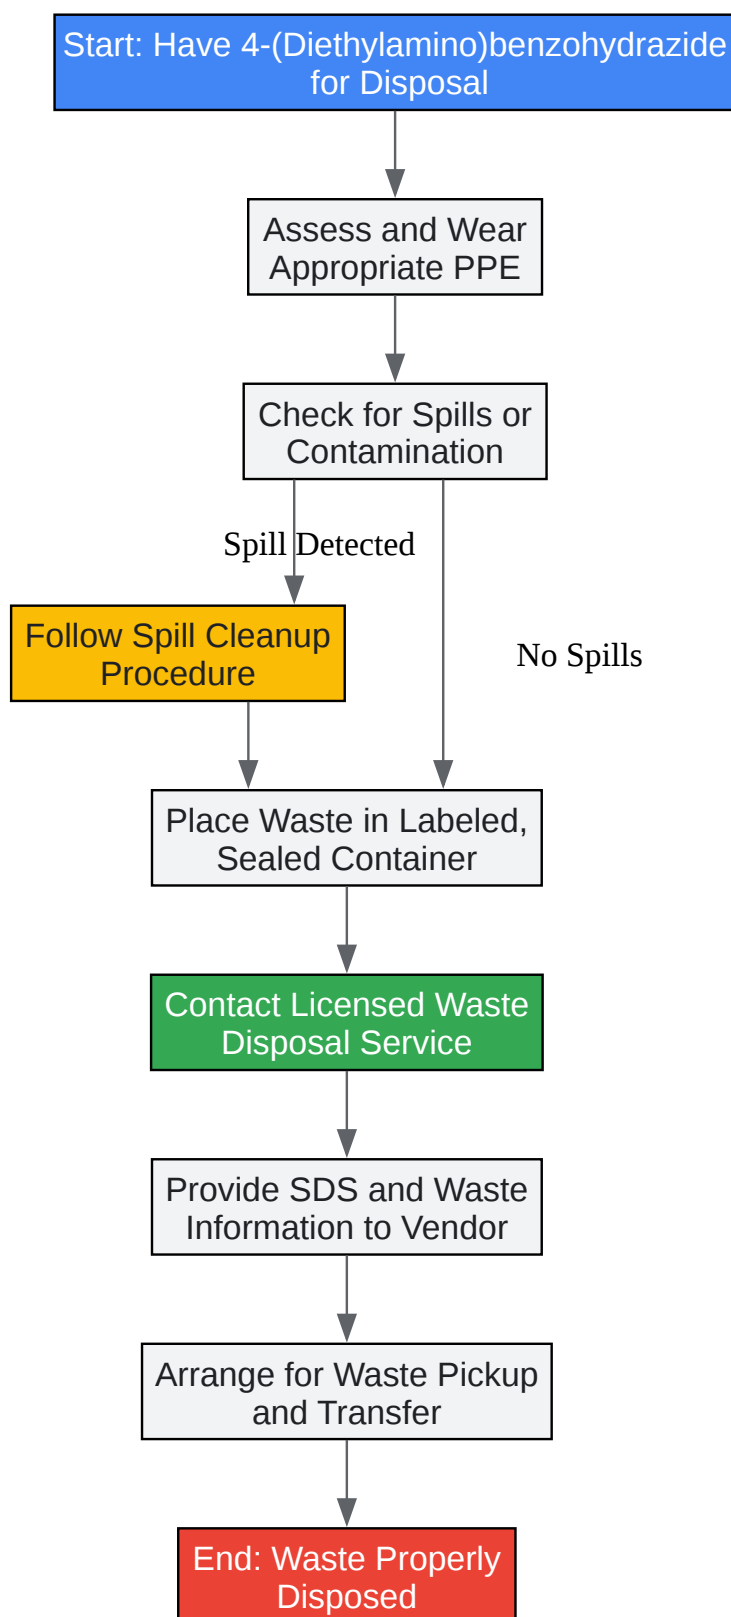 Start: Have 4-(Diethylamino)benzohydrazide
for Disposal
Assess and Wear
Appropriate PPE
Check for Spills or
Contamination
Spill Detected
Follow Spill Cleanup
Procedure
No Spills
Place Waste in Labeled,
Sealed Container
Contact Licensed Waste
Disposal Service
Provide SDS and Waste
Information to Vendor
Arrange for Waste Pickup
and Transfer
End: Waste Properly
Disposed